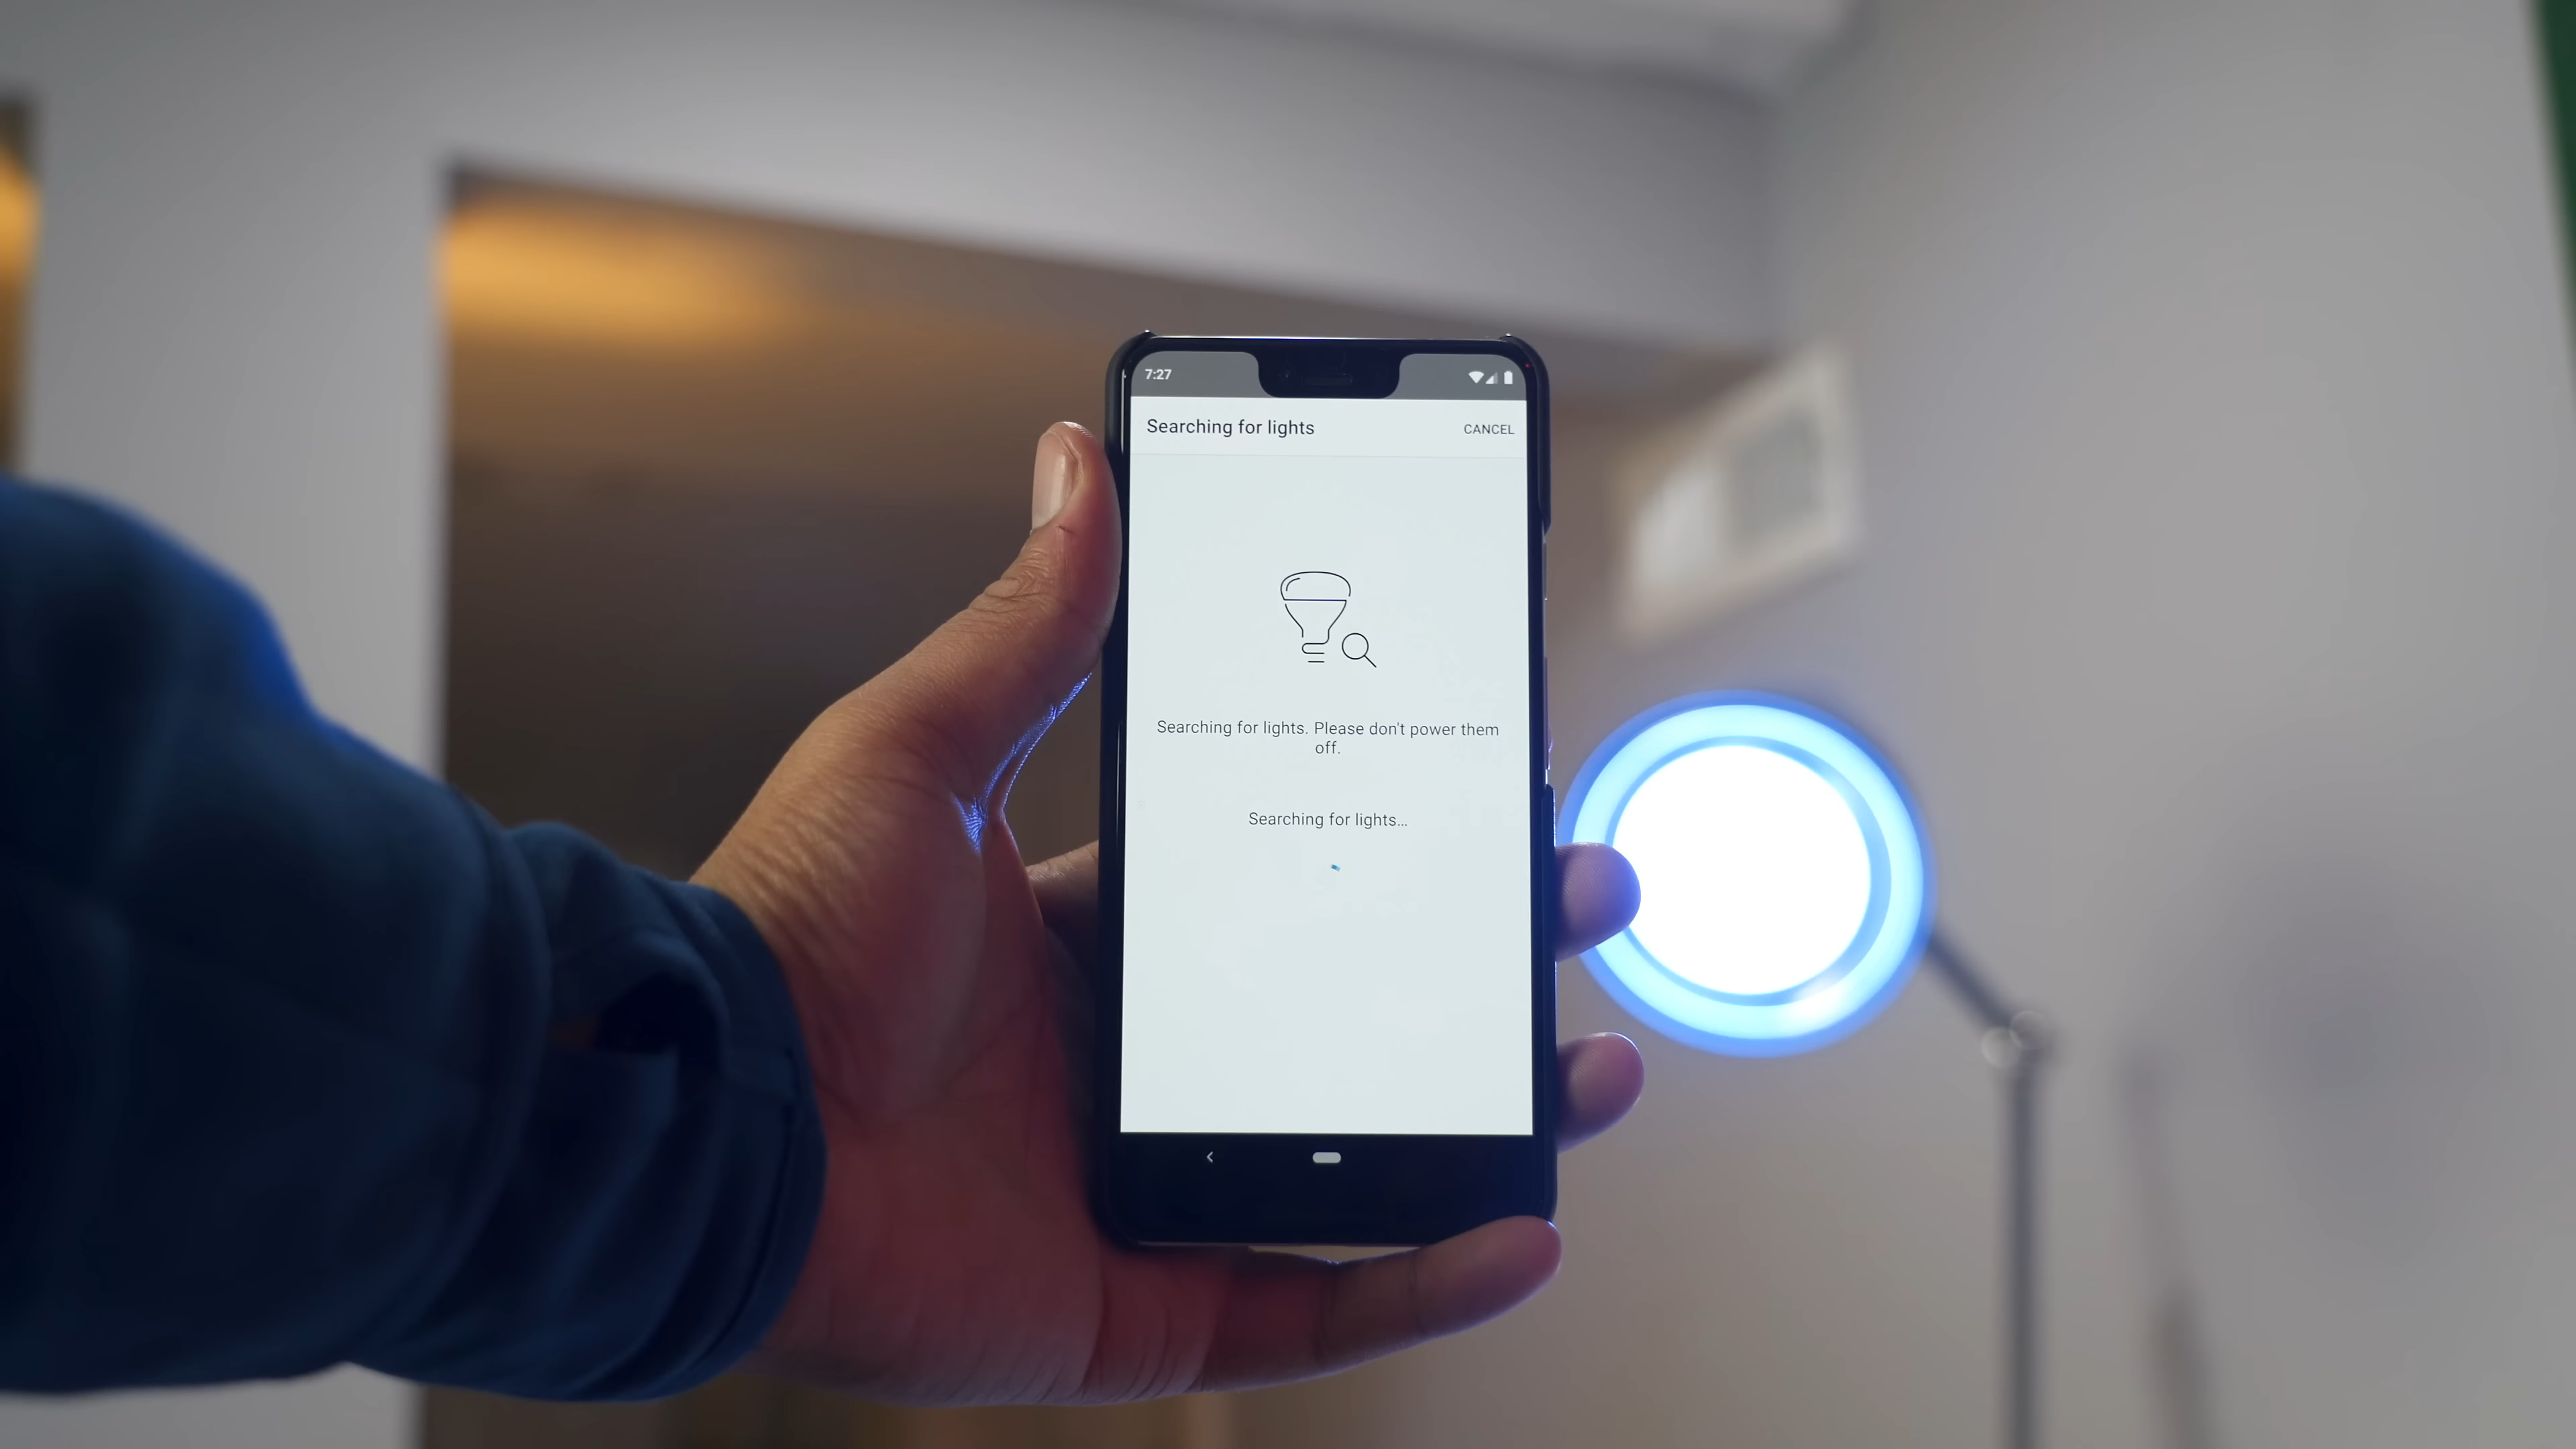 7:27
Searching for lights
CANCEL
Searching for lights. Please don't power them
off.
Searching for lights...